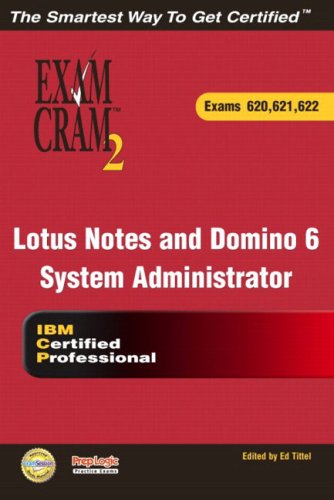 The Smartest Way To Get Certified™
EXAM
CRAM™
2
Exams 620,621,622
Lotus Notes and Domino 6
System Administrator
IBM
Certified
Professional
PrepLogic
Practice Exams
Edited by Ed Tittel